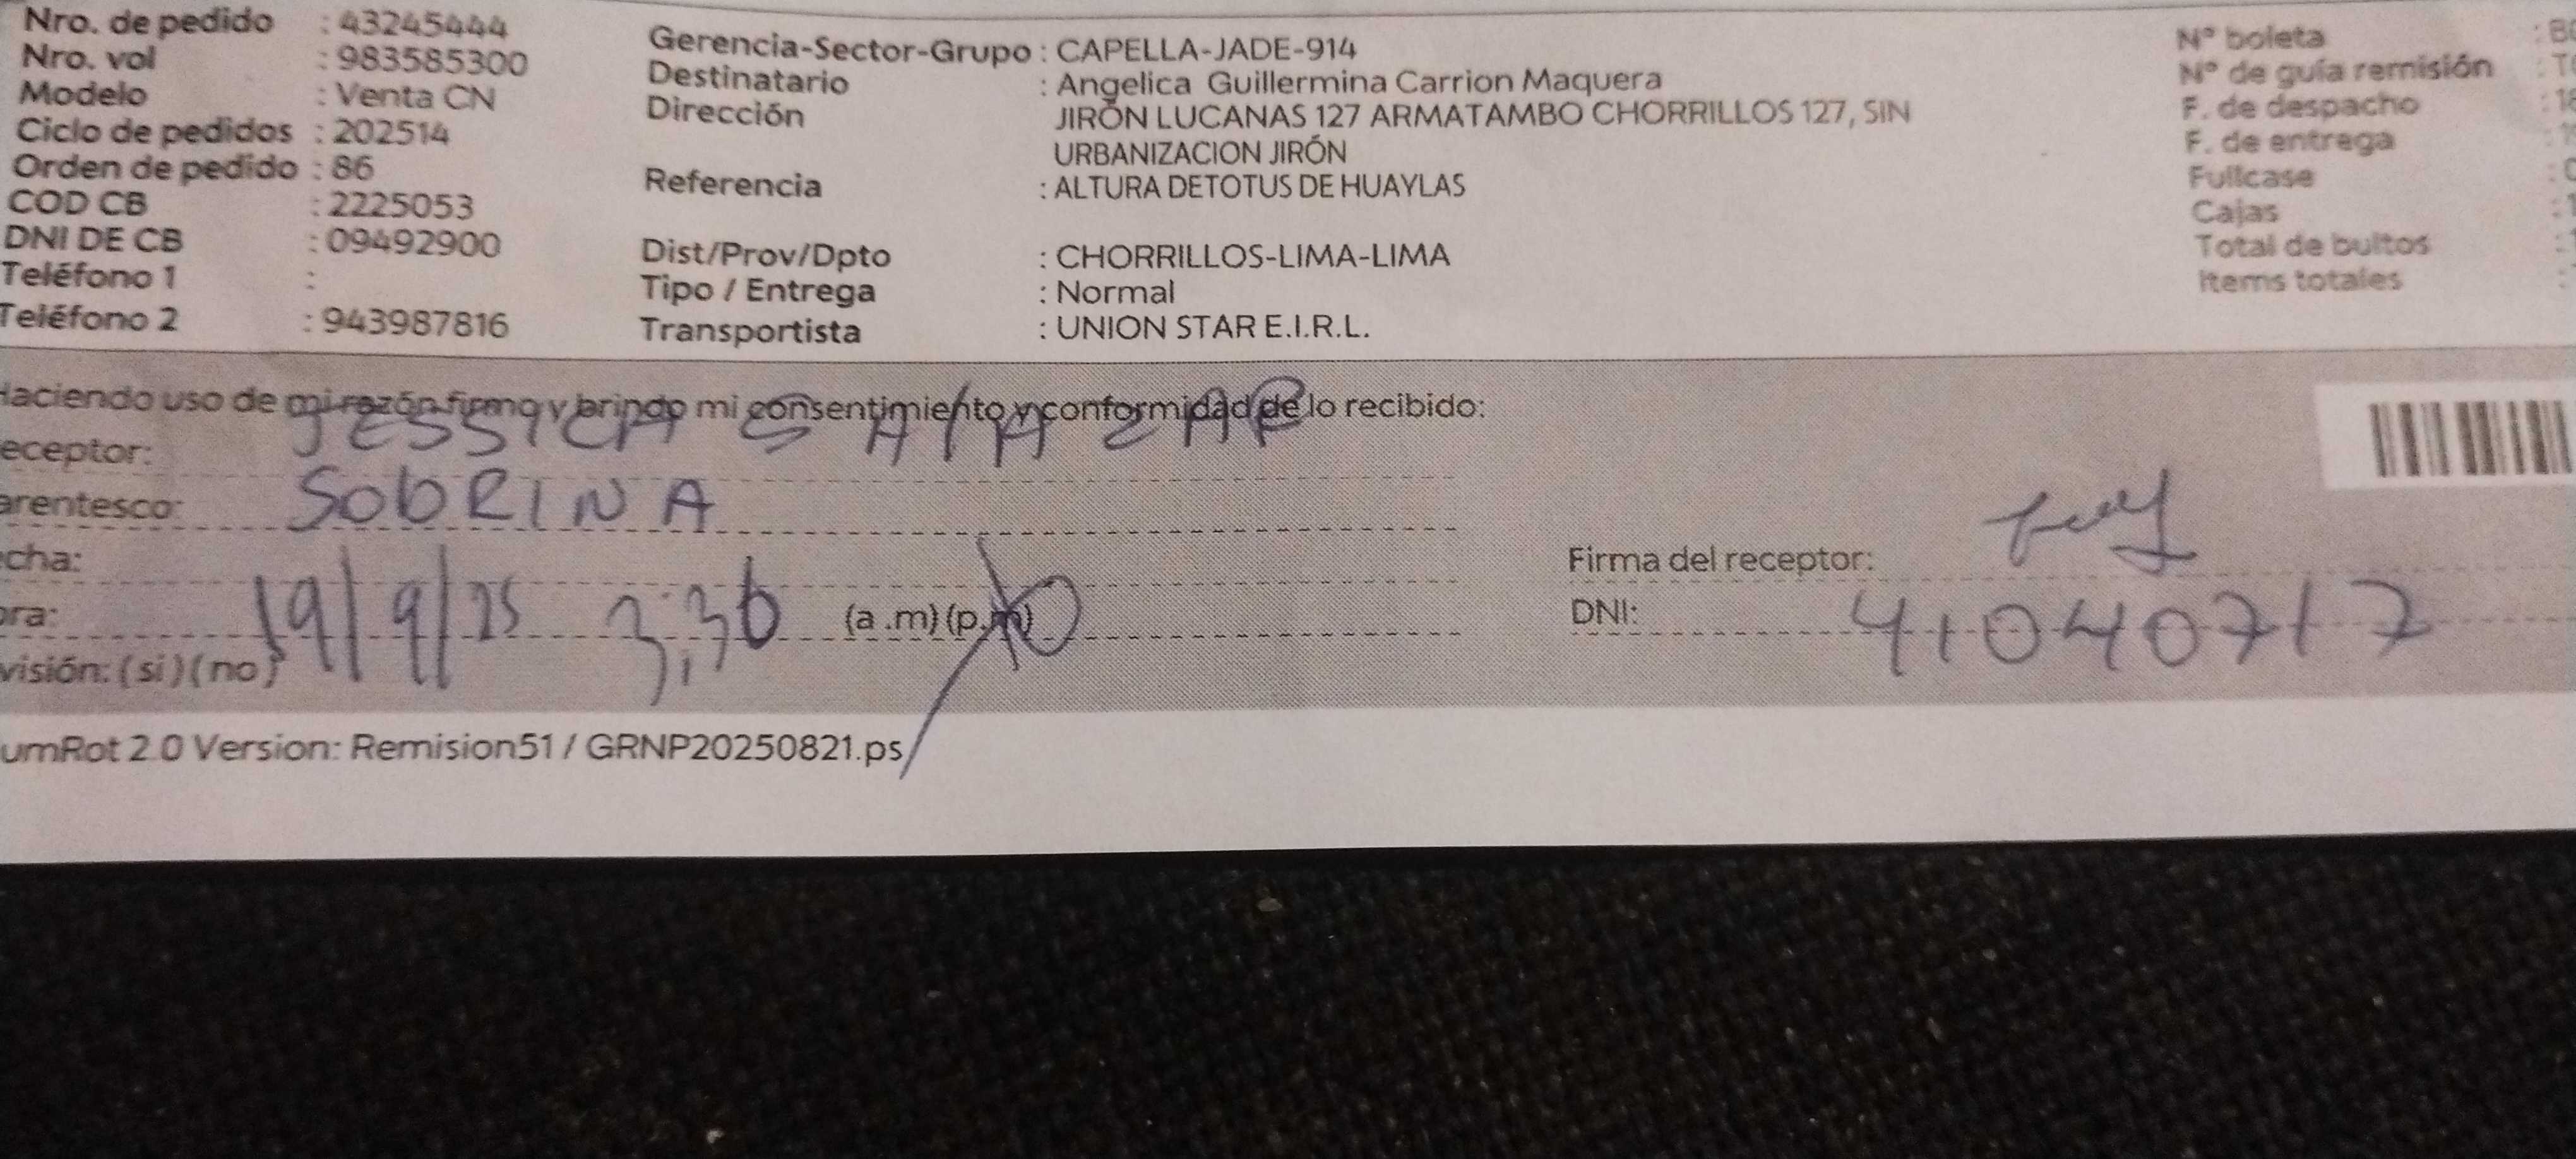 Nro. de pedido : 43245444
Nro. vol : 983585300
Modelo : Venta CN
Ciclo de pedidos : 202514
Orden de pedido : 86
COD CB : 2225053
DNI DE CB : 09492900
Teléfono 1 :
Teléfono 2 : 943987816
Gerencia-Sector-Grupo : CAPELLA-JADE-914
Destinatario : Angelica Guillermina Carrion Maquera
Dirección JIRÓN LUCANAS 127 ARMATAMBO CHORRILLOS 127, SIN
URBANIZACION JIRÓN
Referencia : ALTURA DETOTUS DE HUAYLAS
Dist/Prov/Dpto : CHORRILLOS-LIMA-LIMA
Tipo / Entrega : Normal
Transportista : UNION STAR E.I.R.L.
N° boleta :
N° de guía remisión :
F. de despacho :
F. de entrega :
Fullcase :
Cajas :
Total de bultos :
Items totales :
Haciendo uso de mi razón firmo y brindo mi consentimiento y conformidad de lo recibido:
eceptor: JESSICA
arentesco: SObRINA
cha:
ora: 19/9/25 3:30 (a.m) (p.m)
visión: (si) (no)
Firma del receptor:
DNI: 41040717
umRot 2.0 Version: Remision51 / GRNP20250821.ps